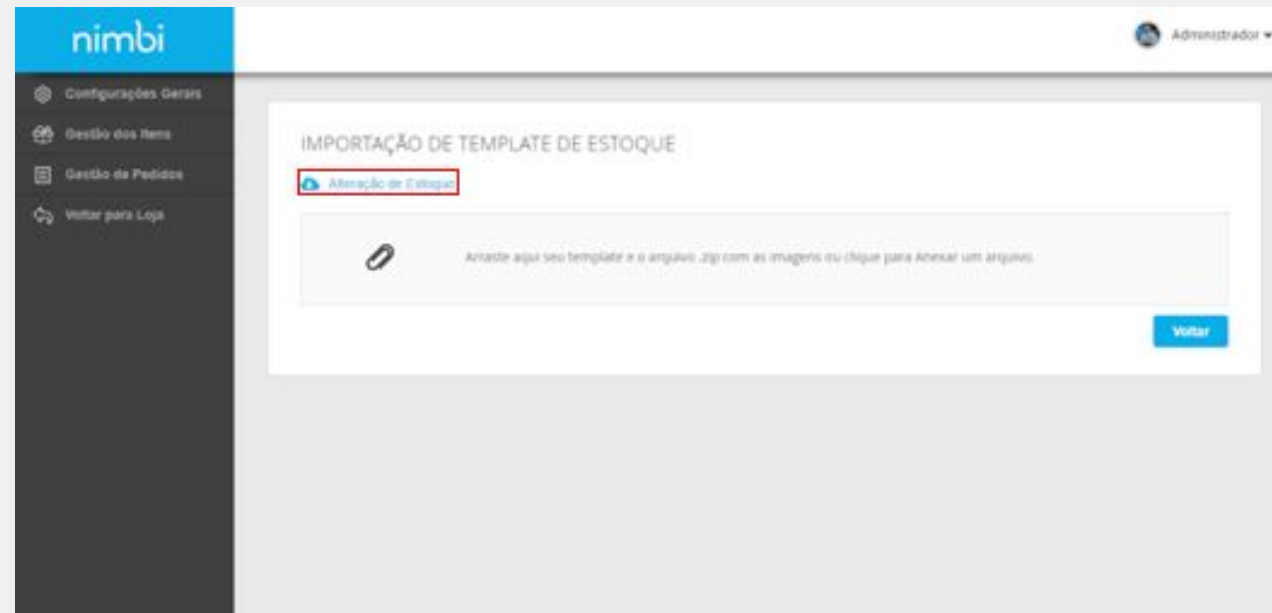 nimbi
Administrador
Configurações Gerais
Gestão dos Itens
Gestão de Pedidos
Voltar para Loja
IMPORTAÇÃO DE TEMPLATE DE ESTOQUE
Alteração de Estoque
Arraste aqui seu template e o arquivo .zip com as imagens ou clique para Anexar um arquivo.
Voltar